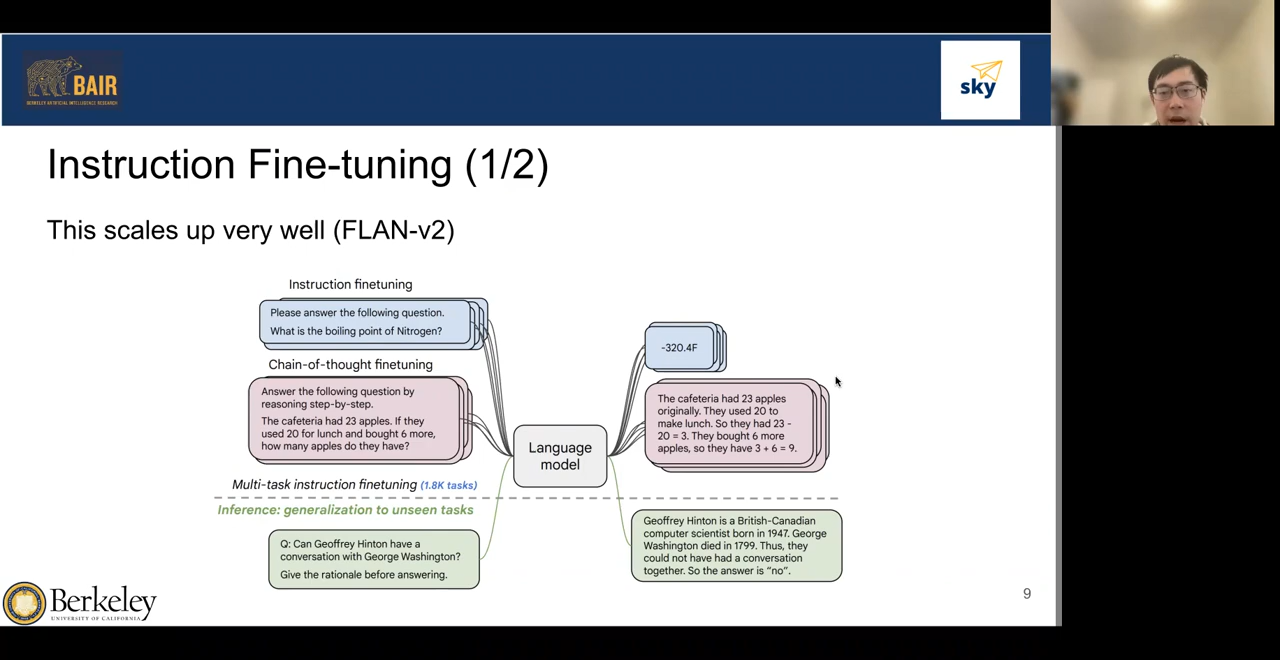 BAIR
BERKELEY ARTIFICIAL INTELLIGENCE RESEARCH
sky
Instruction Fine-tuning (1/2)
This scales up very well (FLAN-v2)
Instruction finetuning
Please answer the following question.
What is the boiling point of Nitrogen?
-320.4F
Chain-of-thought finetuning
Answer the following question by
reasoning step-by-step.
The cafeteria had 23 apples. If they
used 20 for lunch and bought 6 more,
how many apples do they have?
The cafeteria had 23 apples
originally. They used 20 to
make lunch. So they had 23 -
20 = 3. They bought 6 more
apples, so they have 3 + 6 = 9.
Language
model
Multi-task instruction finetuning (1.8K tasks)
Inference: generalization to unseen tasks
Q: Can Geoffrey Hinton have a
conversation with George Washington?
Give the rationale before answering.
Geoffrey Hinton is a British-Canadian
computer scientist born in 1947. George
Washington died in 1799. Thus, they
could not have had a conversation
together. So the answer is “no”.
Berkeley
UNIVERSITY OF CALIFORNIA
9